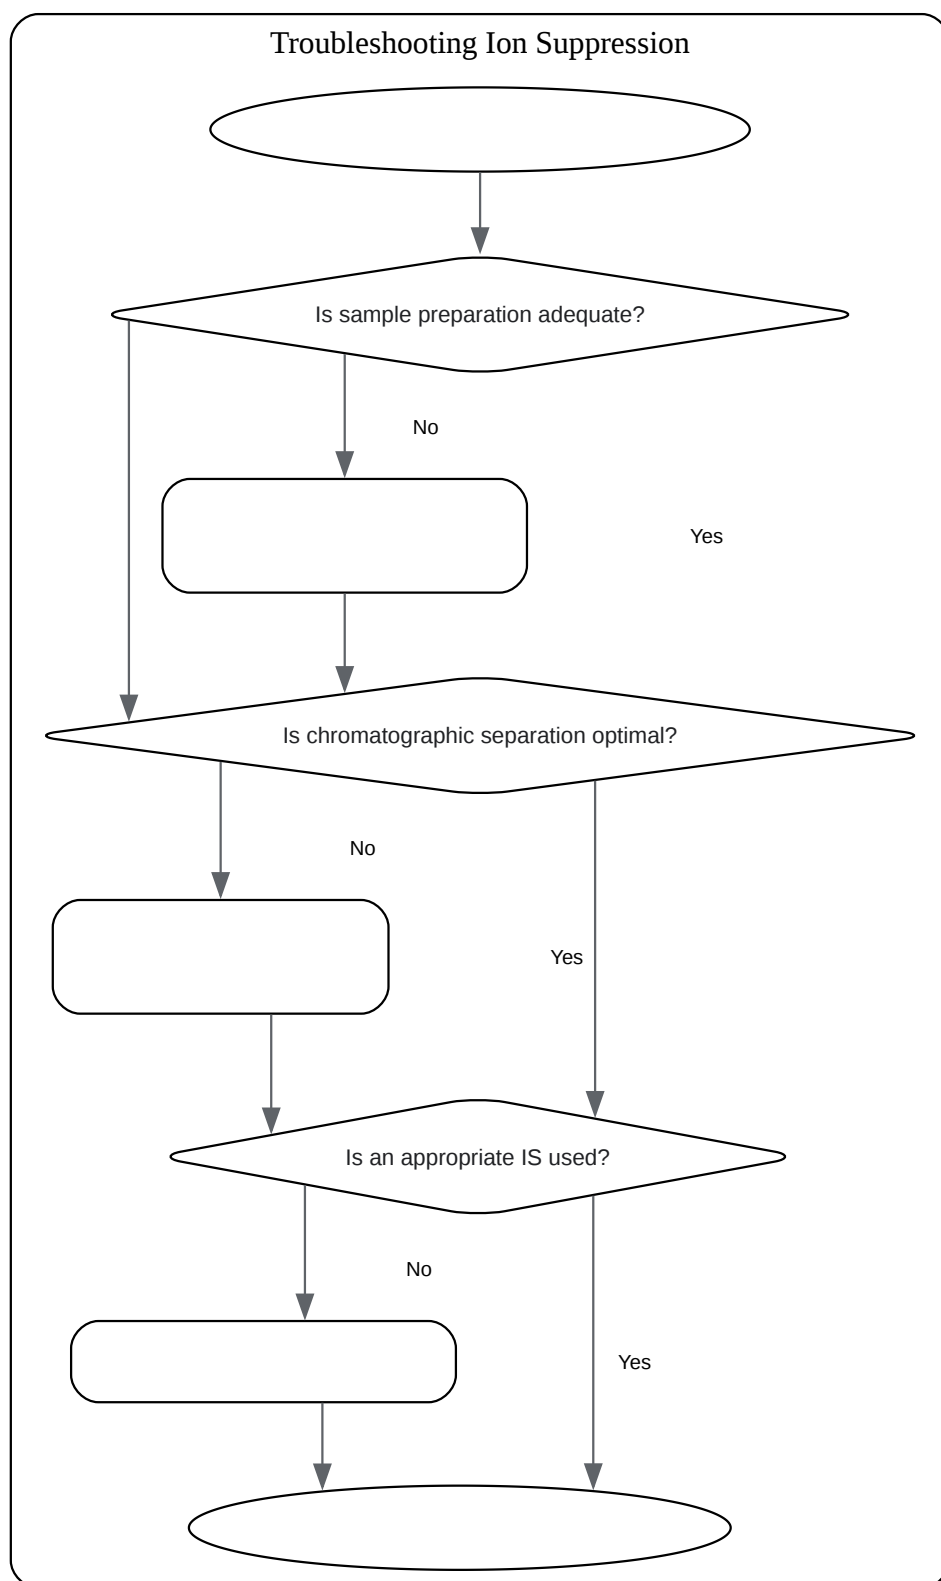 Troubleshooting Ion Suppression
Is sample preparation adequate?
No
Yes
Is chromatographic separation optimal?
No
Yes
Is an appropriate IS used?
No
Yes